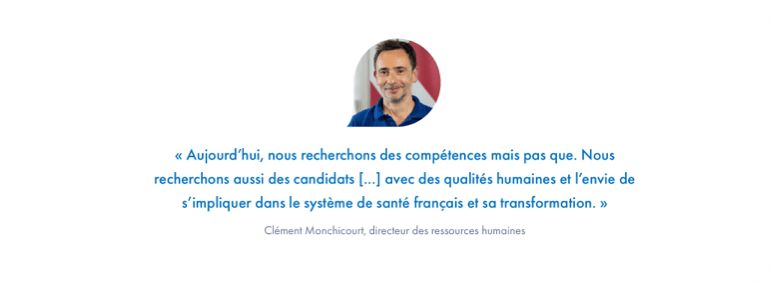 « Aujourd’hui, nous recherchons des compétences mais pas que. Nous
recherchons aussi des candidats [...] avec des qualités humaines et l’envie de
s’impliquer dans le système de santé français et sa transformation. »
Clément Monchicourt, directeur des ressources humaines